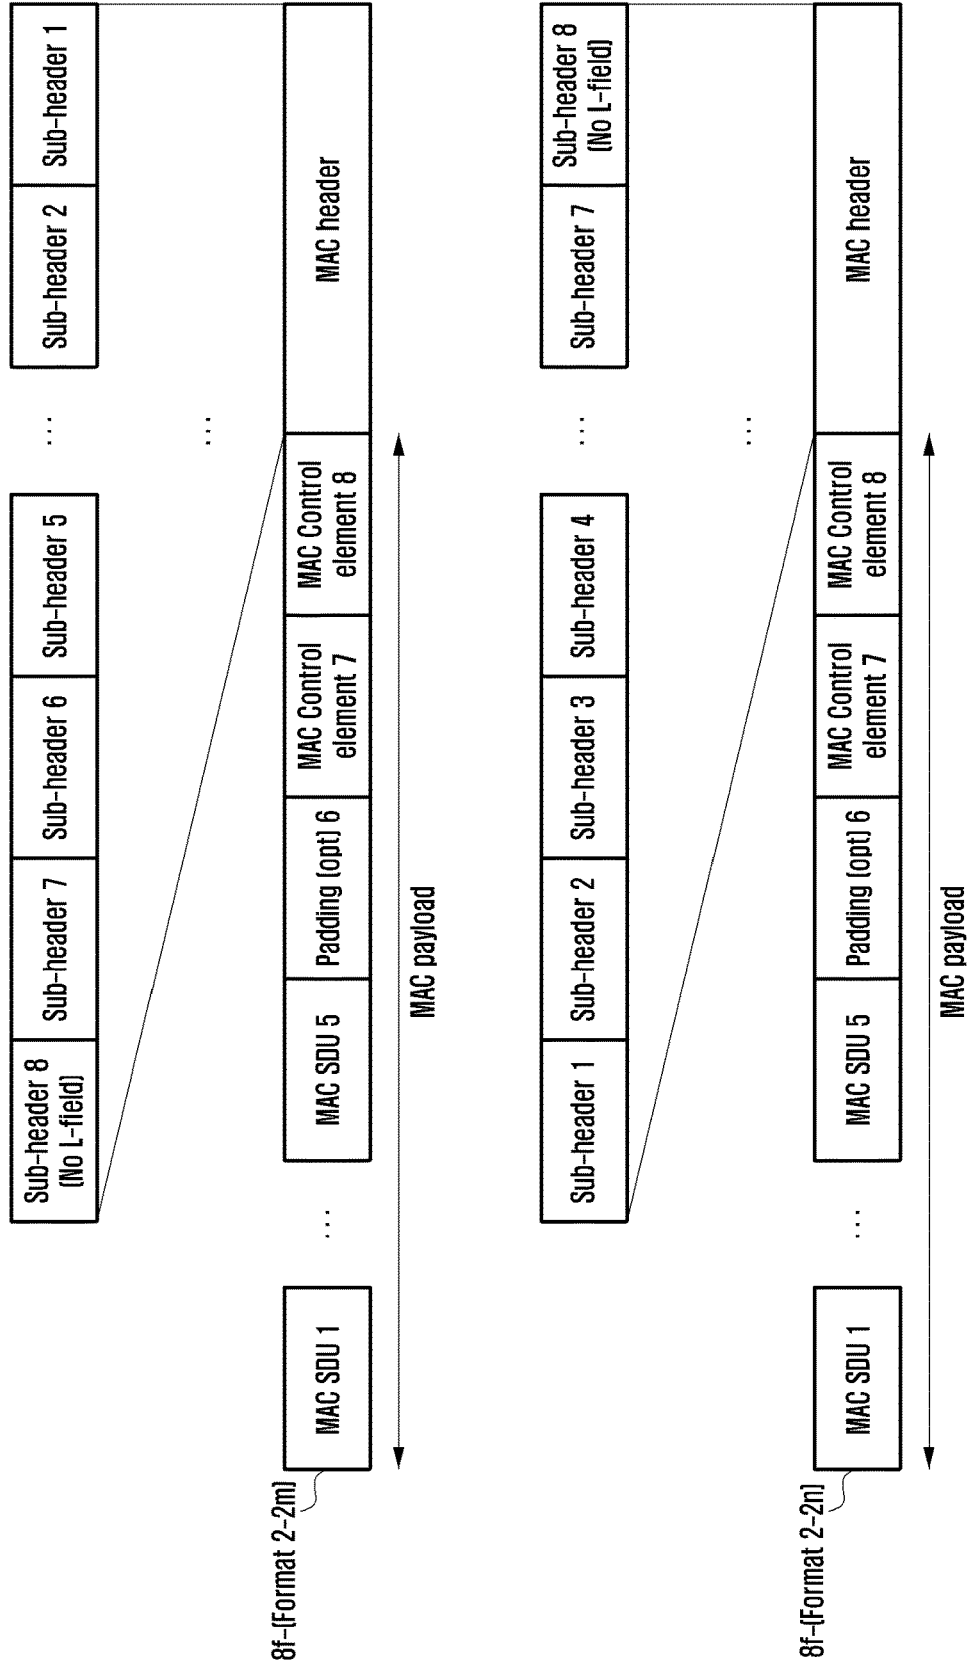 Sub-header 8
(No L-field)
Sub-header 7
Sub-header 6
Sub-header 5
...
Sub-header 2
Sub-header 1
...
8f-(Format 2-2m)
MAC SDU 1
...
MAC SDU 5
Padding (opt) 6
MAC Control
element 7
MAC Control
element 8
MAC header
MAC payload
Sub-header 1
Sub-header 2
Sub-header 3
Sub-header 4
...
Sub-header 7
Sub-header 8
(No L-field)
...
8f-(Format 2-2n)
MAC SDU 1
...
MAC SDU 5
Padding (opt) 6
MAC Control
element 7
MAC Control
element 8
MAC header
MAC payload